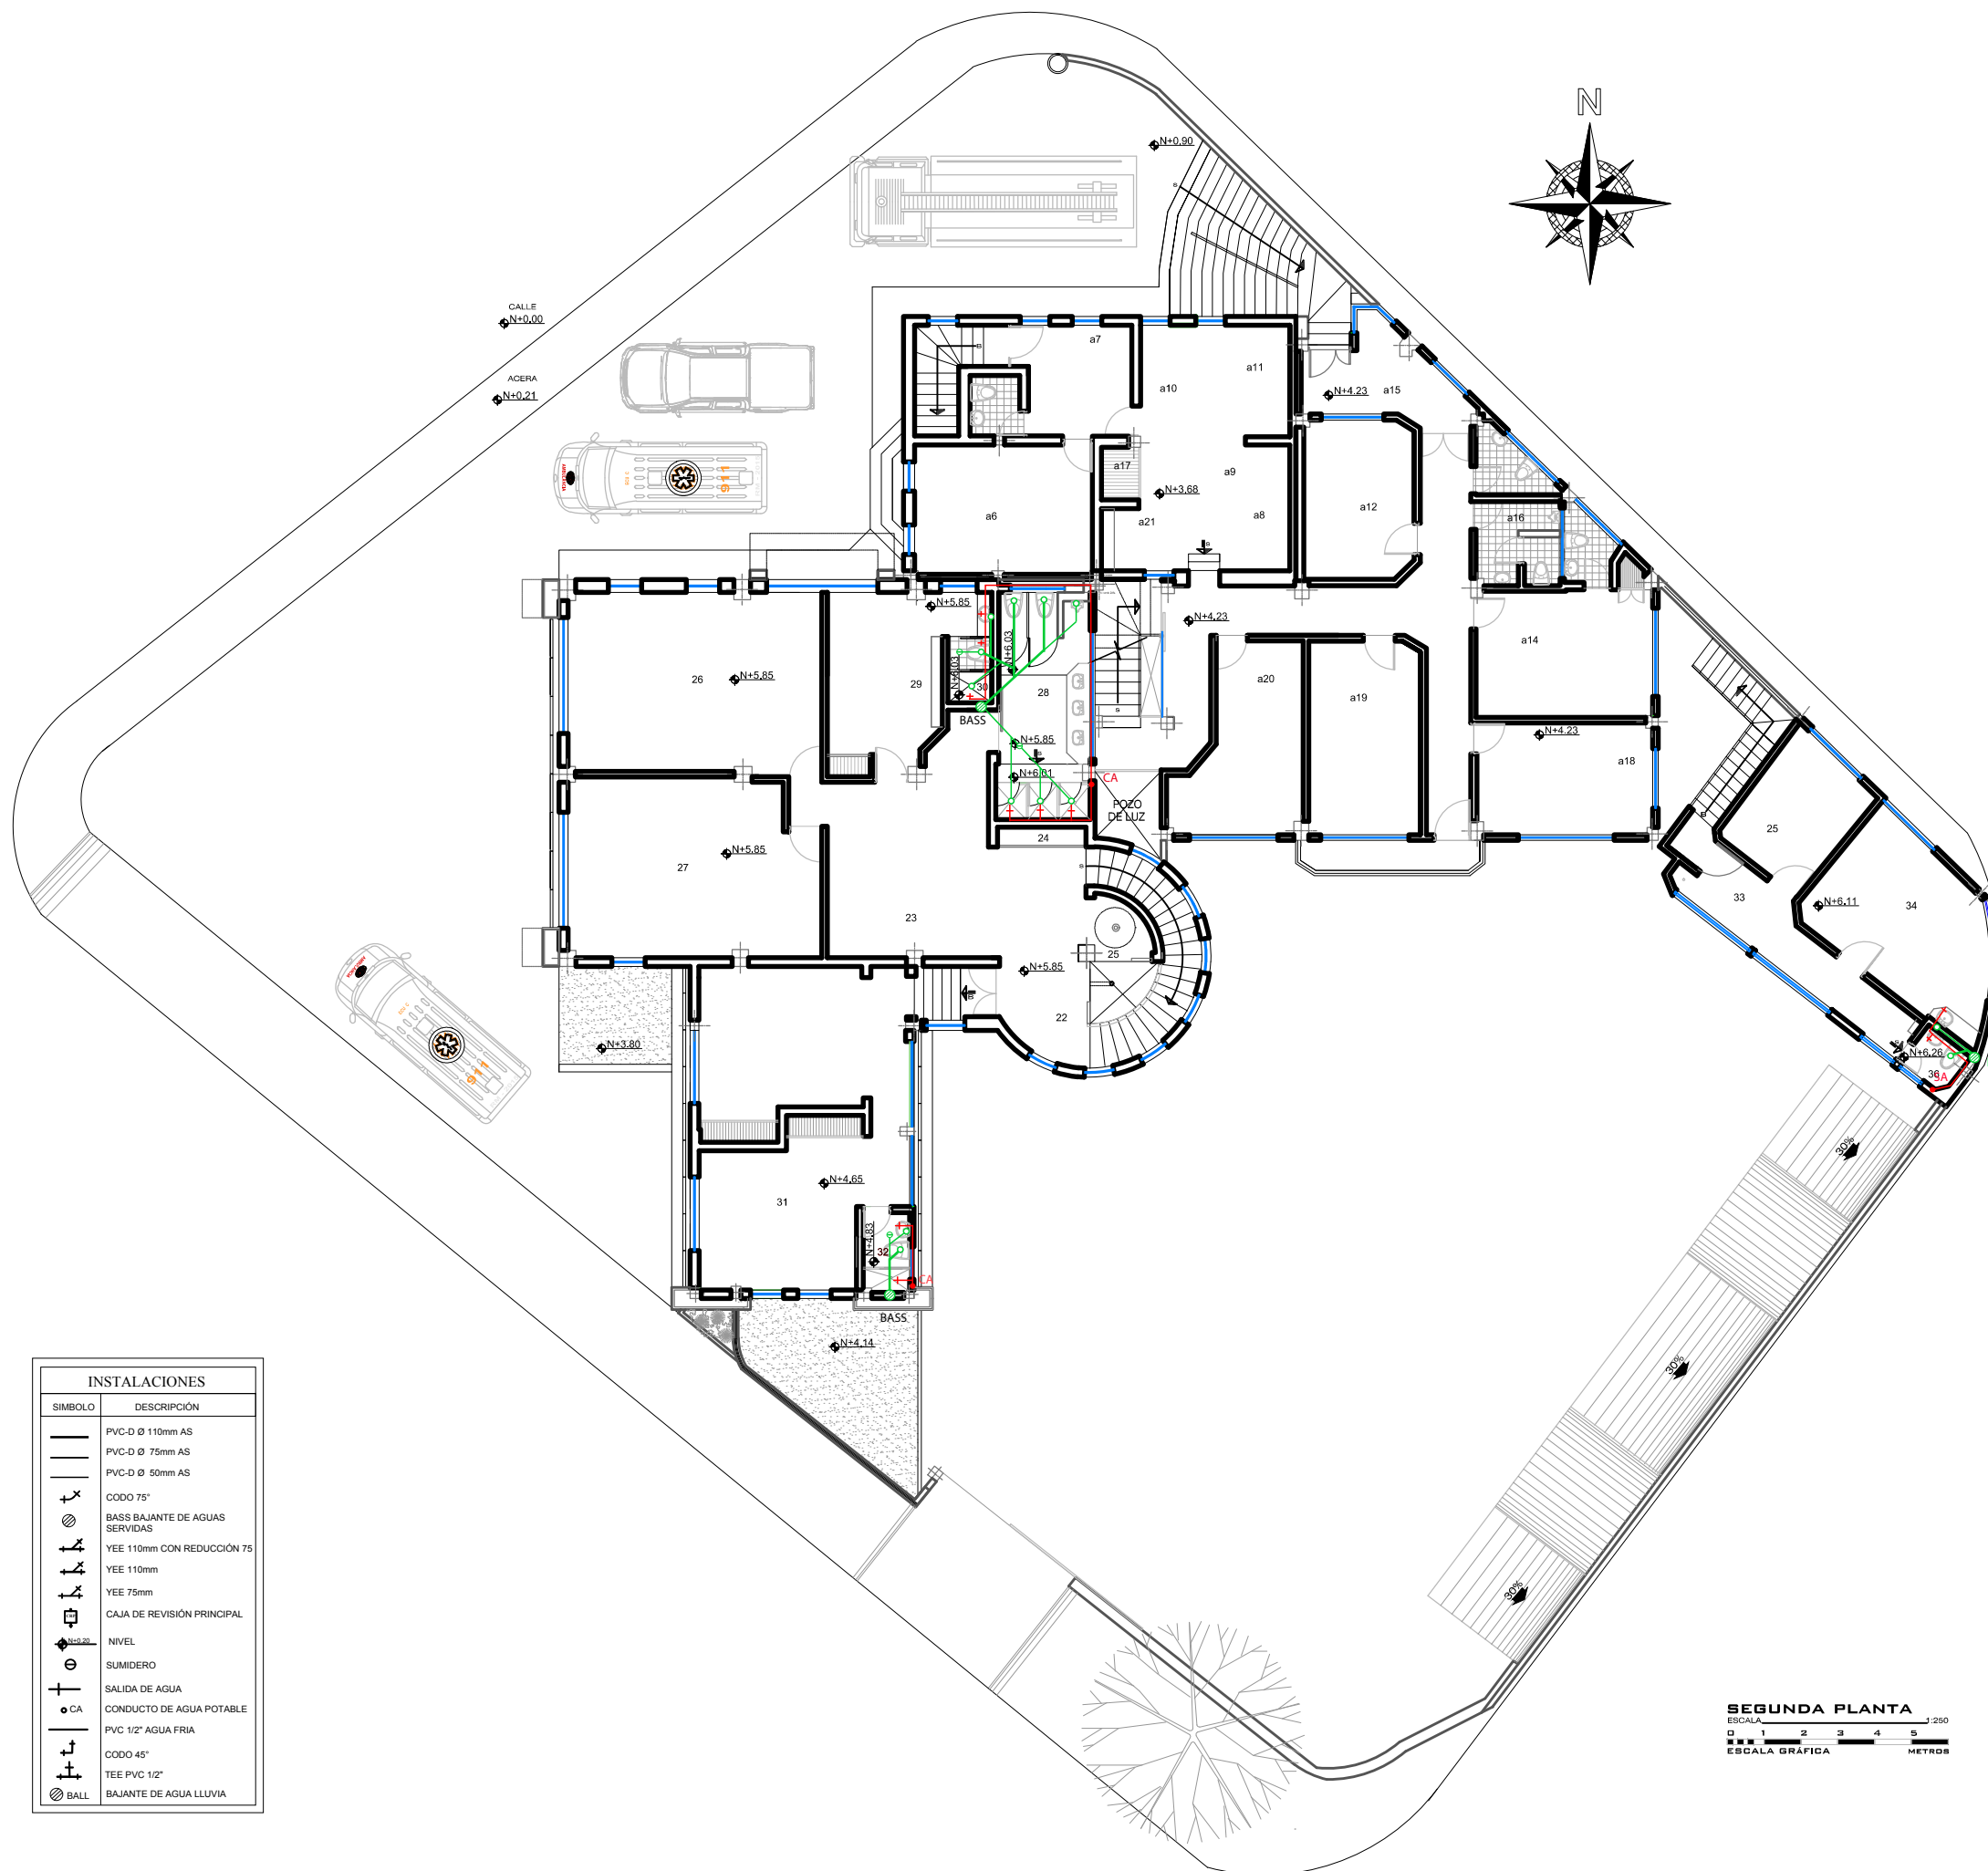 N
N+0.90
S
CALLE
N+0.00
ACERA
N+0.21
AMBULANCIA
911
a7
a10
a11
a15
N+4.23
a17
a9
N+3.68
a6
a21
a8
a12
a16
N+5.85
N+6.03
N+6.03
N+4.23
a14
26
N+5.85
29
30
28
a20
a19
BASS
N+5.85
N+4.23
a18
N+6.01
CA
POZO
DE LUZ
24
25
27
N+5.85
23
33
N+6.11
34
25
N+5.85
22
N+3.80
N+6.26
36
SA
AMBULANCIA
911
30%
N+4.65
31
N+4.83
32
CA
BASS
N+4.14
30%
30%
INSTALACIONES
SIMBOLO DESCRIPCIÓN
PVC-D Ø 110mm AS
PVC-D Ø 75mm AS
PVC-D Ø 50mm AS
CODO 75°
BASS BAJANTE DE AGUAS
SERVIDAS
YEE 110mm CON REDUCCIÓN 75
YEE 110mm
YEE 75mm
CAJA DE REVISIÓN PRINCIPAL
N+0.20 NIVEL
SUMIDERO
SALIDA DE AGUA
CA CONDUCTO DE AGUA POTABLE
PVC 1/2" AGUA FRIA
CODO 45°
TEE PVC 1/2"
BALL BAJANTE DE AGUA LLUVIA
SEGUNDA PLANTA
ESCALA 1:250
0 1 2 3 4 5
ESCALA GRÁFICA METROS